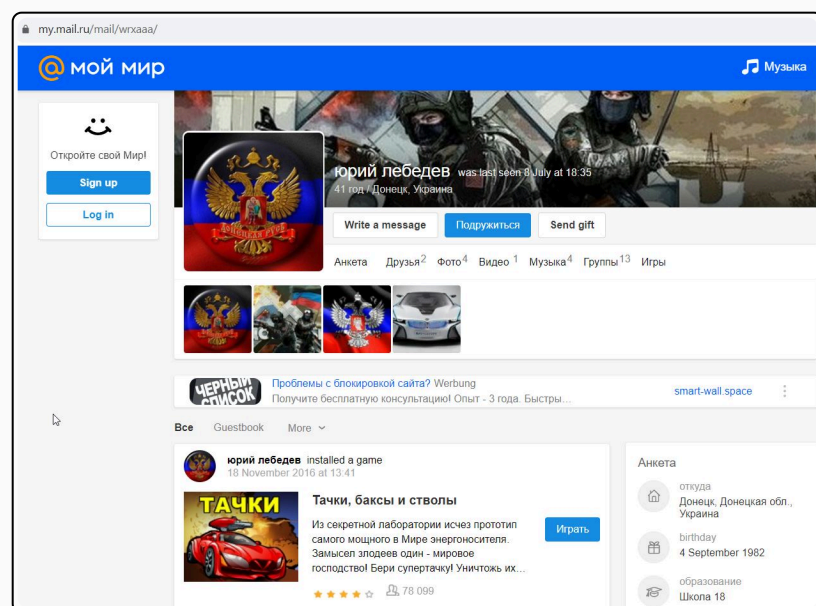 my.mail.ru/mail/wrxaaa/
@ мой мир
Музыка
Откройте свой Мир!
Sign up
Log in
юрий лебедев was last seen 8 July at 18:35
41 год / Донецк, Украина
Write a message
Подружиться
Send gift
Анкета Друзья 2 Фото 4 Видео 1 Музыка 4 Группы 13 Игры
ЧЕРНЫЙ
СПИСОК
Проблемы с блокировкой сайта? Werbung
Получите бесплатную консультацию! Опыт - 3 года. Быстры...
smart-wall.space
Все Guestbook More
юрий лебедев installed a game
18 November 2016 at 13:41
ТАЧКИ
Тачки, баксы и стволы
Из секретной лаборатории исчез прототип
самого мощного в Мире энергоносителя.
Замысел злодеев один - мировое
господство! Бери супертачку! Уничтожь их...
78 099
Играть
Анкета
откуда
Донецк, Донецкая обл.,
Украина
birthday
4 September 1982
образование
Школа 18